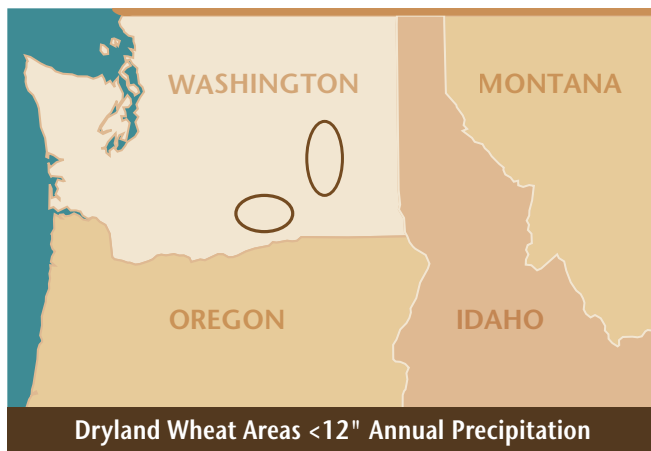 WASHINGTON
MONTANA
OREGON
IDAHO
Dryland Wheat Areas <12" Annual Precipitation